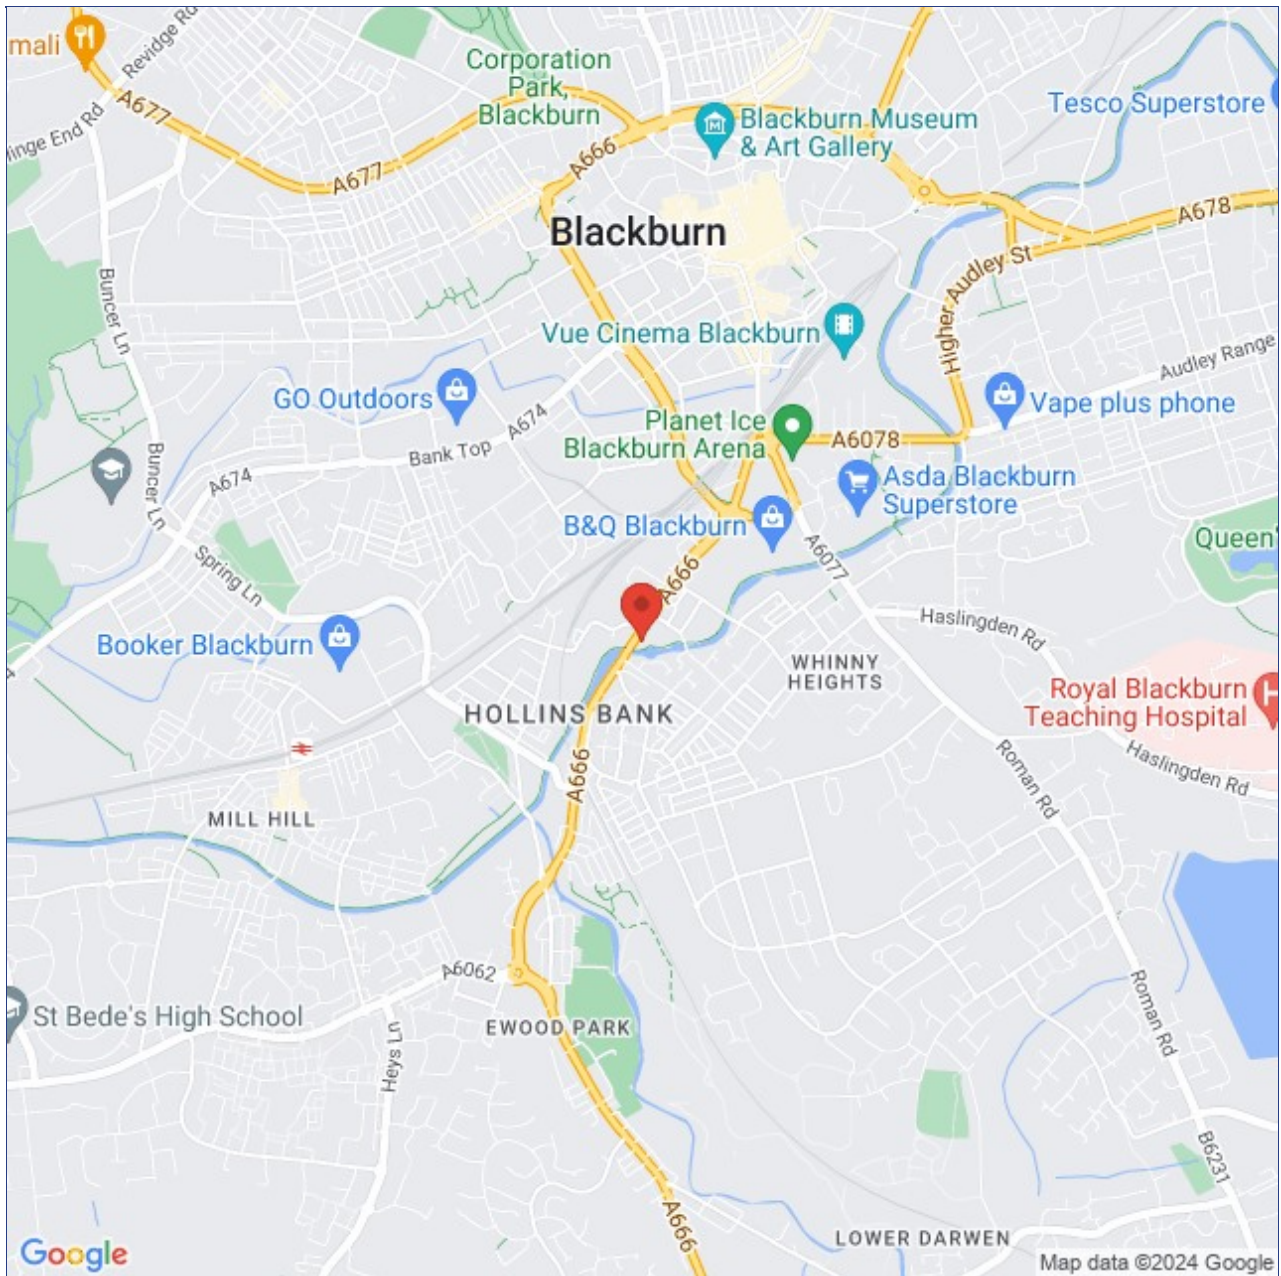 mali
Revidge Rd
Corporation
Park,
Blackburn
A677
Tesco Superstore
Blackburn Museum
& Art Gallery
linge End Rd
A666
A677
A678
Blackburn
Higher Audley St
Buncer Ln
Vue Cinema Blackburn
Audley Range
GO Outdoors
Vape plus phone
A674
Planet Ice
Blackburn Arena
A6078
Bank Top
Buncer Ln
A674
Asda Blackburn
Superstore
B&Q Blackburn
Queen'
A6077
Spring Ln
A666
Haslingden Rd
Booker Blackburn
WHINNY
HEIGHTS
Royal Blackburn
Teaching Hospital
H
HOLLINS BANK
A666
Haslingden Rd
Roman Rd
MILL HILL
A6062
St Bede's High School
EWOOD PARK
Roman Rd
Heys Ln
B6231
A666
LOWER DARWEN
Google
Map data ©2024 Google